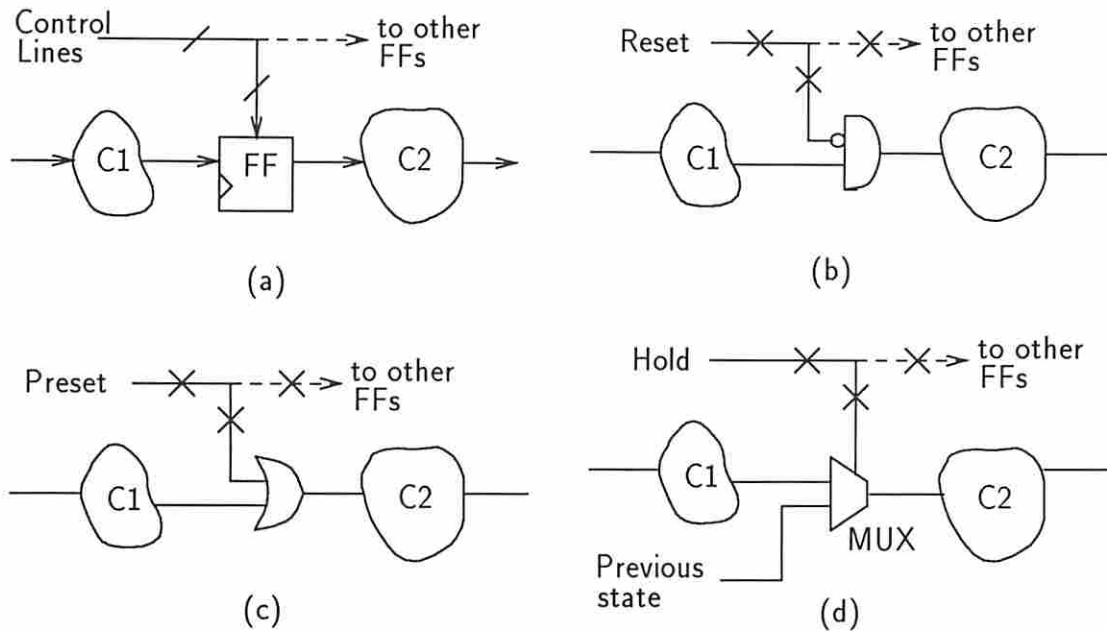 Control
Lines
to other
FFs
C1
FF
C2
(a)
Reset
to other
FFs
C1
C2
(b)
Preset
to other
FFs
C1
C2
(c)
Hold
to other
FFs
C1
C2
MUX
Previous
state
(d)